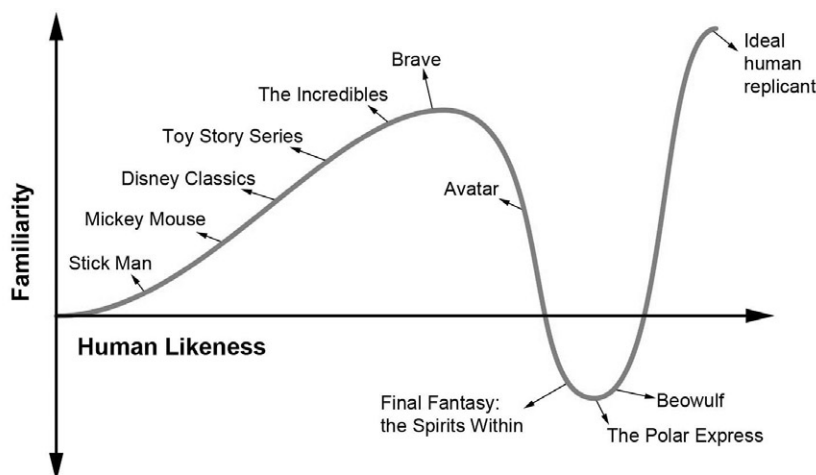 Brave
Ideal
human
replicant
The Incredibles
Toy Story Series
Disney Classics
Avatar
Mickey Mouse
Stick Man
Familiarity
Human Likeness
Final Fantasy:
the Spirits Within
Beowulf
The Polar Express